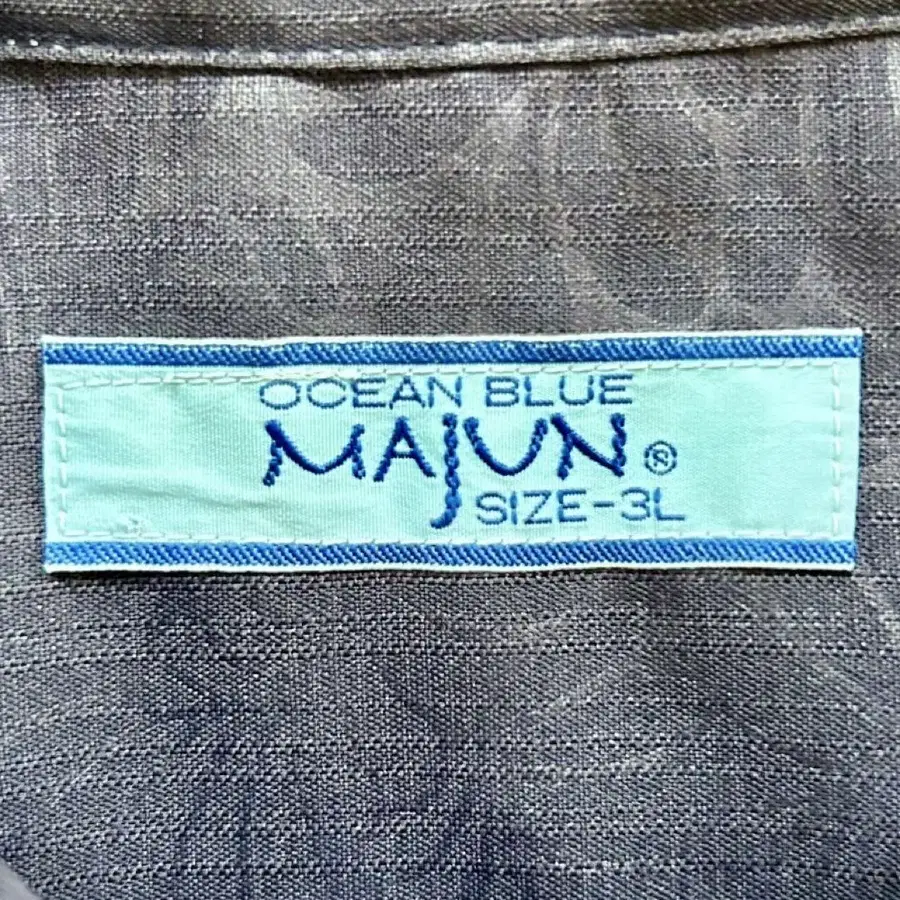 OCEAN BLUE
MAJUN ®
SIZE-3L